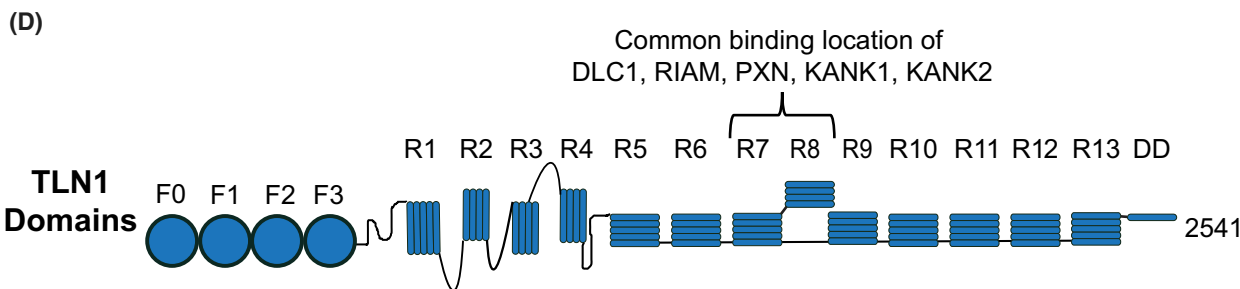 (D)
Common binding location of
DLC1, RIAM, PXN, KANK1, KANK2
R1 R2 R3 R4 R5 R6 R7 R8 R9 R10 R11 R12 R13 DD
TLN1
Domains
F0 F1 F2 F3
2541